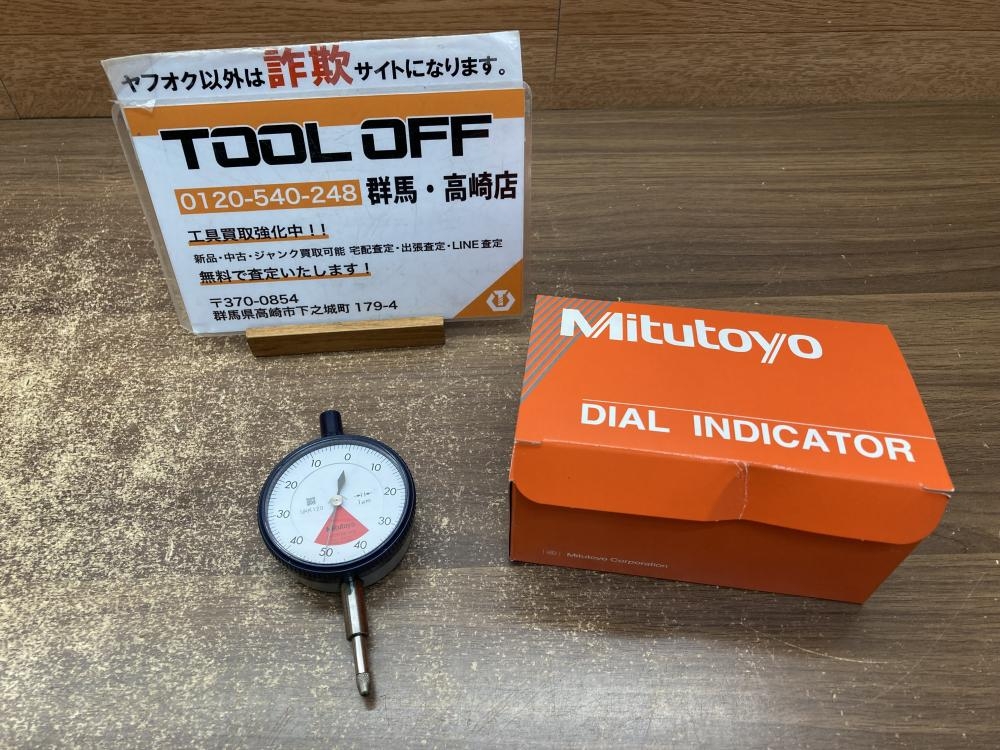 ヤフオク以外は詐欺サイトになります。
TOOL OFF
0120-540-248 群馬・高崎店
工具買取強化中！！
新品・中古・ジャンク買取可能 宅配査定・出張査定・LINE査定
無料で査定いたします！
〒370-0854
群馬県高崎市下之城町 179-4
Mitutoyo
DIAL INDICATOR
Mitutoyo Corporation
0
10 10
20 20
1μm
30 30
Mitutoyo
40 40
50